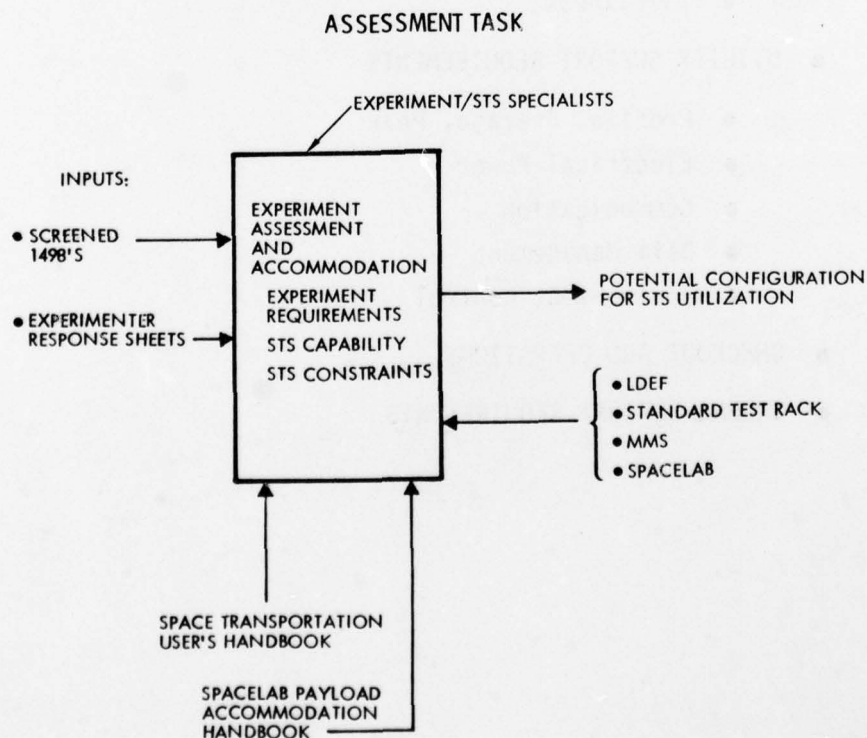 ASSESSMENT TASK
EXPERIMENT/STS SPECIALISTS
INPUTS:
• SCREENED
1498'S
• EXPERIMENTER
RESPONSE SHEETS
EXPERIMENT
ASSESSMENT
AND
ACCOMMODATION
EXPERIMENT
REQUIREMENTS
STS CAPABILITY
STS CONSTRAINTS
POTENTIAL CONFIGURATION
FOR STS UTILIZATION
• LDEF
• STANDARD TEST RACK
• MMS
• SPACELAB
SPACE TRANSPORTATION
USER'S HANDBOOK
SPACELAB PAYLOAD
ACCOMMODATION
HANDBOOK